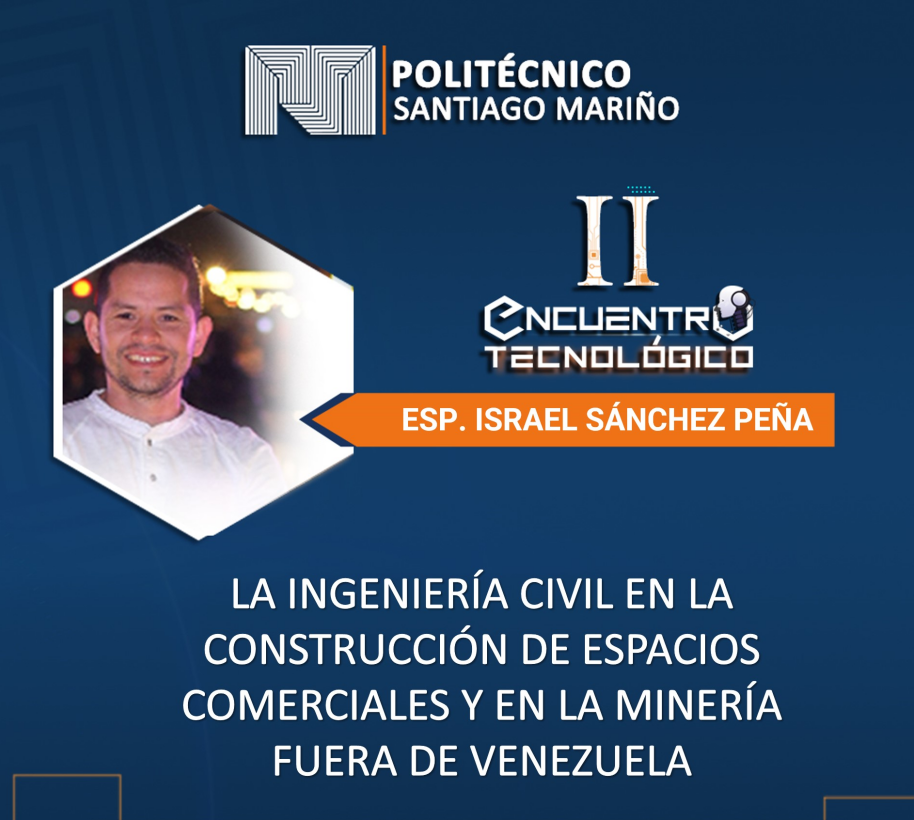 POLITÉCNICO
SANTIAGO MARIÑO
II
ENCUENTRO
TECNOLÓGICO
ESP. ISRAEL SÁNCHEZ PEÑA
LA INGENIERÍA CIVIL EN LA
CONSTRUCCIÓN DE ESPACIOS
COMERCIALES Y EN LA MINERÍA
FUERA DE VENEZUELA